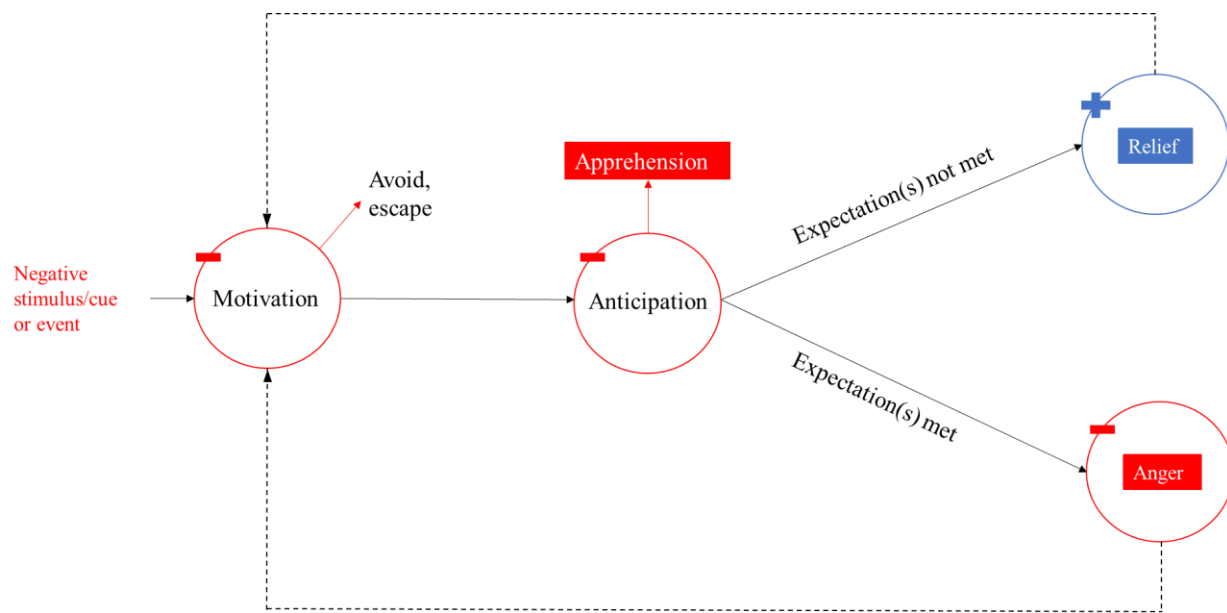 Negative
stimulus/cue
or event
Motivation
Avoid,
escape
Apprehension
Anticipation
Expectation(s) not met
Relief
Expectation(s) met
Anger